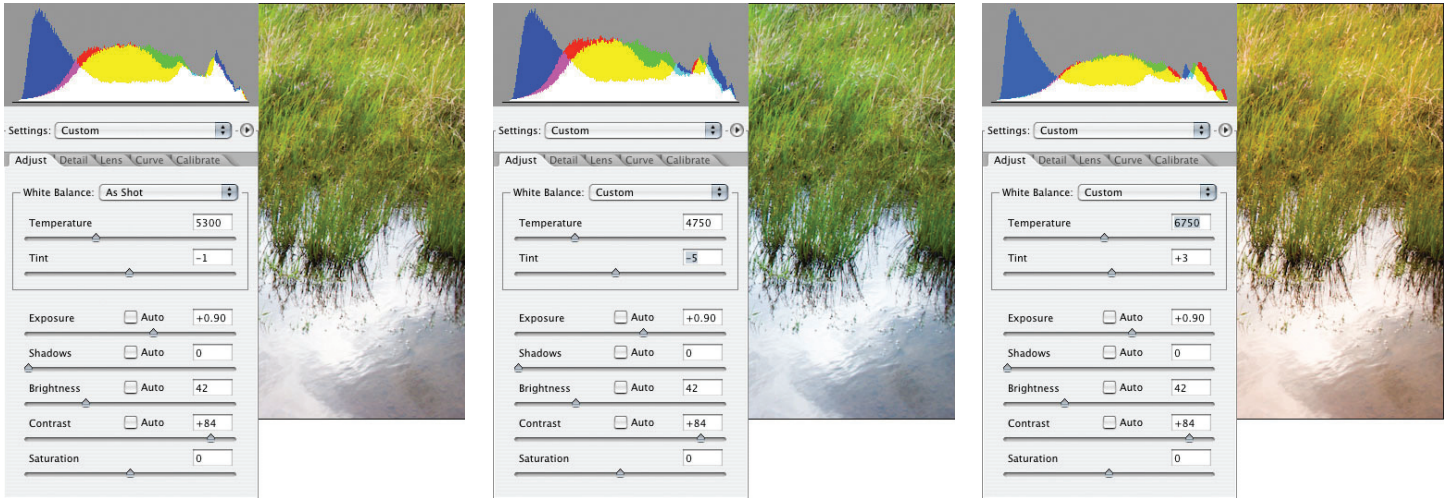 Settings: Custom
Adjust Detail Lens Curve Calibrate
White Balance: As Shot
Temperature 5300
Tint -1
Exposure Auto +0.90
Shadows Auto 0
Brightness Auto 42
Contrast Auto +84
Saturation 0
Settings: Custom
Adjust Detail Lens Curve Calibrate
White Balance: Custom
Temperature 4750
Tint -5
Exposure Auto +0.90
Shadows Auto 0
Brightness Auto 42
Contrast Auto +84
Saturation 0
Settings: Custom
Adjust Detail Lens Curve Calibrate
White Balance: Custom
Temperature 6750
Tint +3
Exposure Auto +0.90
Shadows Auto 0
Brightness Auto 42
Contrast Auto +84
Saturation 0